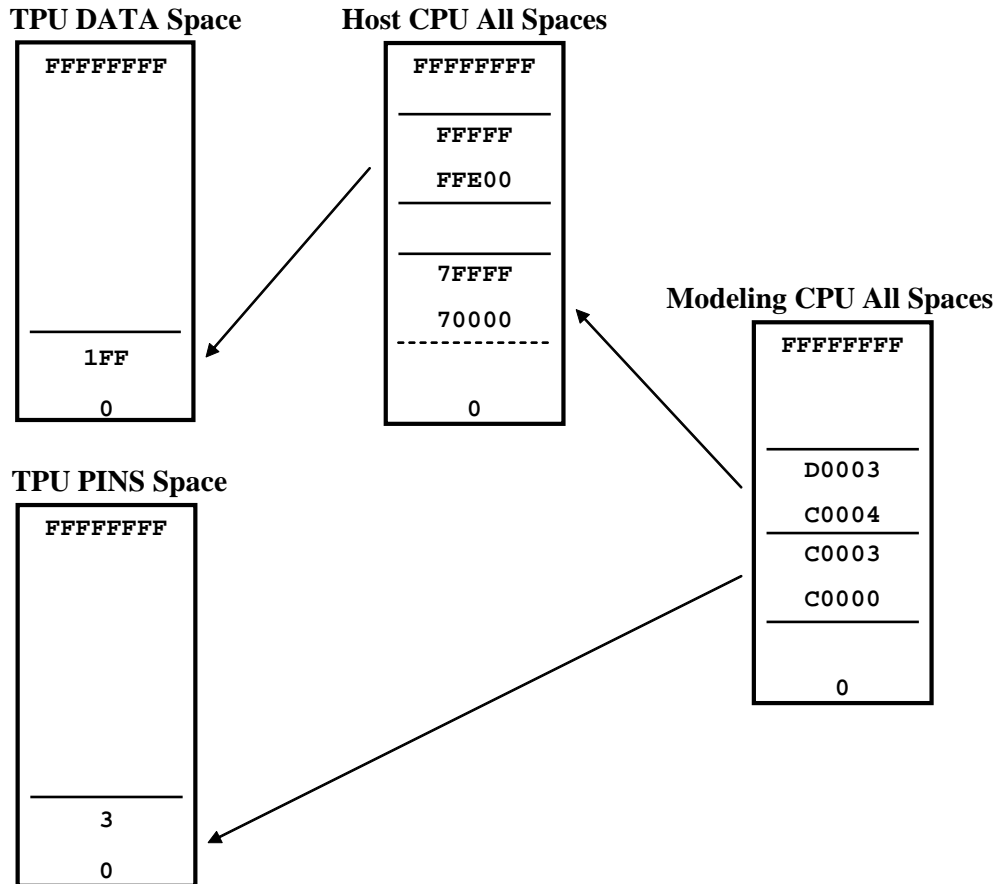 TPU DATA Space
FFFFFFFF
1FF
0
Host CPU All Spaces
FFFFFFFF
FFFFF
FFE00
7FFFF
70000
0
Modeling CPU All Spaces
FFFFFFFF
D0003
C0004
C0003
C0000
0
TPU PINS Space
FFFFFFFF
3
0